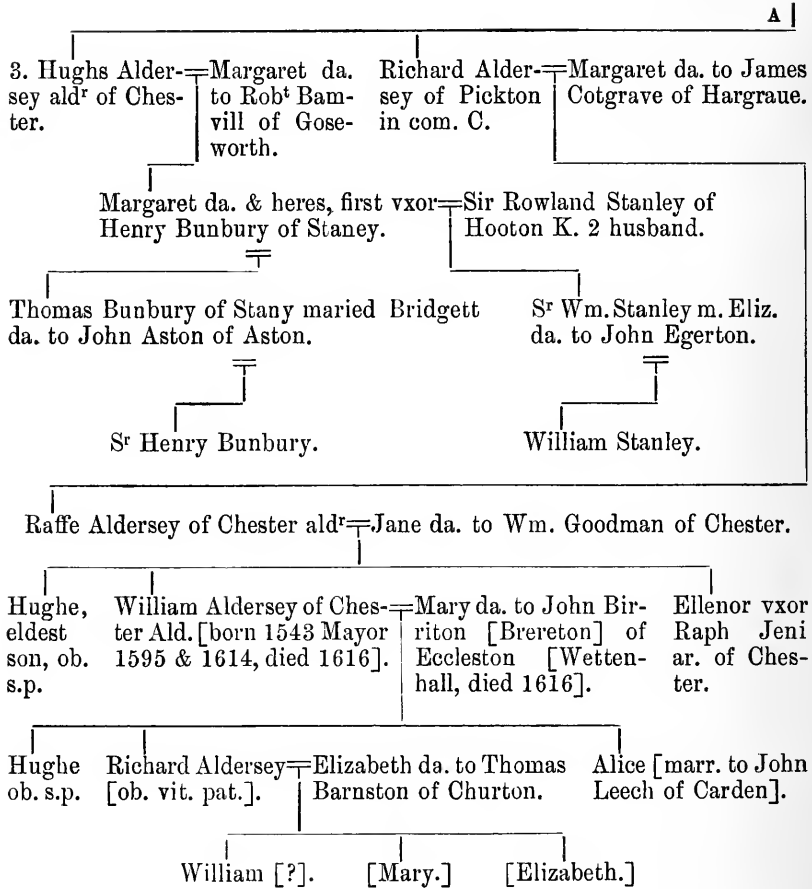 A
3. Hughs Alder-
sey aldr of Ches-
ter.
Margaret da.
to Robt Bam-
vill of Gose-
worth.
Richard Alder-
sey of Pickton
in com. C.
Margaret da. to James
Cotgrave of Hargraue.
Margaret da. & heres, first vxor
Henry Bunbury of Staney.
Sir Rowland Stanley of
Hooton K. 2 husband.
Thomas Bunbury of Stany maried Bridgett
da. to John Aston of Aston.
Sr Wm. Stanley m. Eliz.
da. to John Egerton.
Sr Henry Bunbury.
William Stanley.
Raffe Aldersey of Chester aldr
Jane da. to Wm. Goodman of Chester.
Hughe,
eldest
son, ob.
s.p.
William Aldersey of Ches-
ter Ald. [born 1543 Mayor
1595 & 1614, died 1616].
Mary da. to John Bir-
riton [Brereton] of
Eccleston [Wetten-
hall, died 1616].
Ellenor vxor
Raph Jeni
ar. of Ches-
ter.
Hughe
ob. s.p.
Richard Aldersey
[ob. vit. pat.].
Elizabeth da. to Thomas
Barnston of Churton.
Alice [marr. to John
Leech of Carden].
William [?].
[Mary.]
[Elizabeth.]